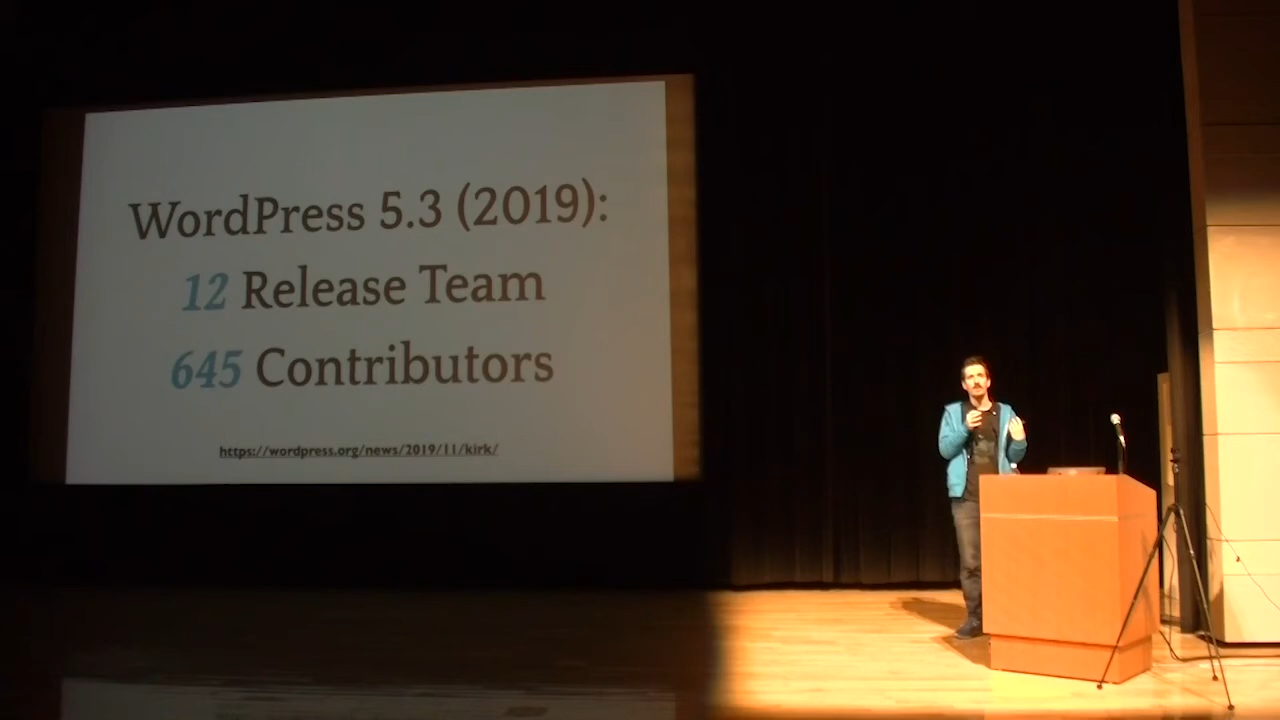 WordPress 5.3 (2019):
12 Release Team
645 Contributors
https://wordpress.org/news/2019/11/kirk/